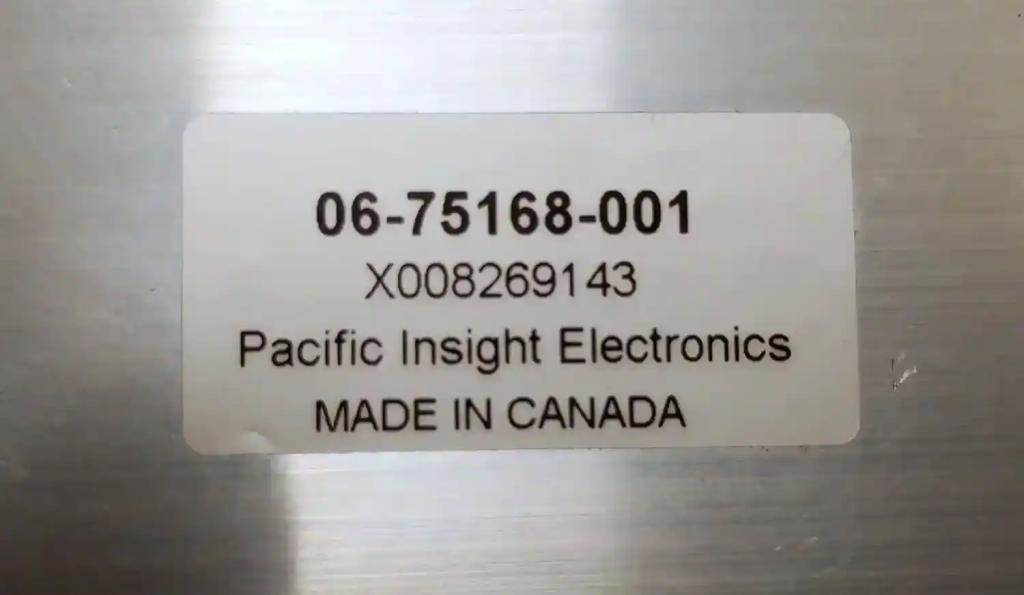 06-75168-001
X008269143
Pacific Insight Electronics
MADE IN CANADA